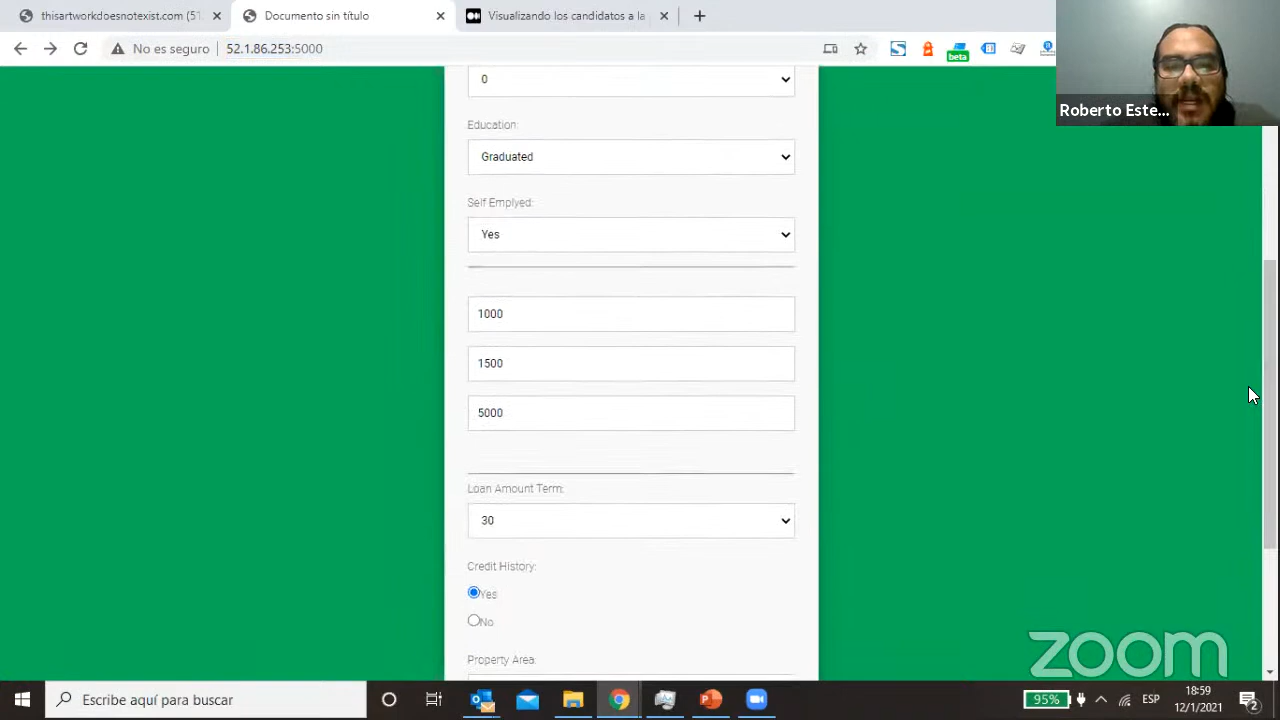 thisartworkdoesnotexist.com (51
Documento sin título
Visualizando los candidatos a la
No es seguro
52.1.86.253:5000
beta
Roberto Este...
0
Education:
Graduated
Self Emplyed:
Yes
1000
1500
5000
Loan Amount Term:
30
Credit History:
Yes
No
Property Area:
zoom
Escribe aquí para buscar
95%
ESP
18:59
12/1/2021
2